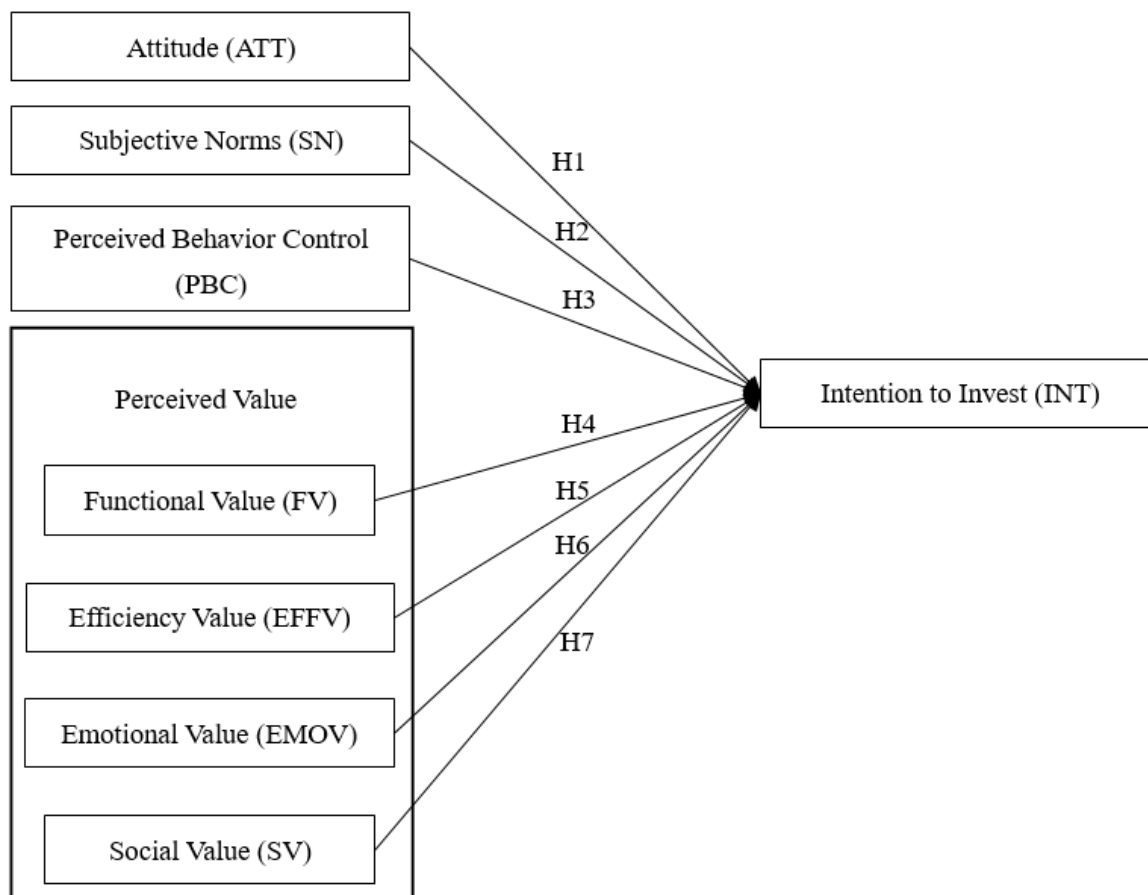 Attitude (ATT)
Subjective Norms (SN)
Perceived Behavior Control
(PBC)
Perceived Value
Functional Value (FV)
Efficiency Value (EFFV)
Emotional Value (EMOV)
Social Value (SV)
H1
H2
H3
H4
H5
H6
H7
Intention to Invest (INT)